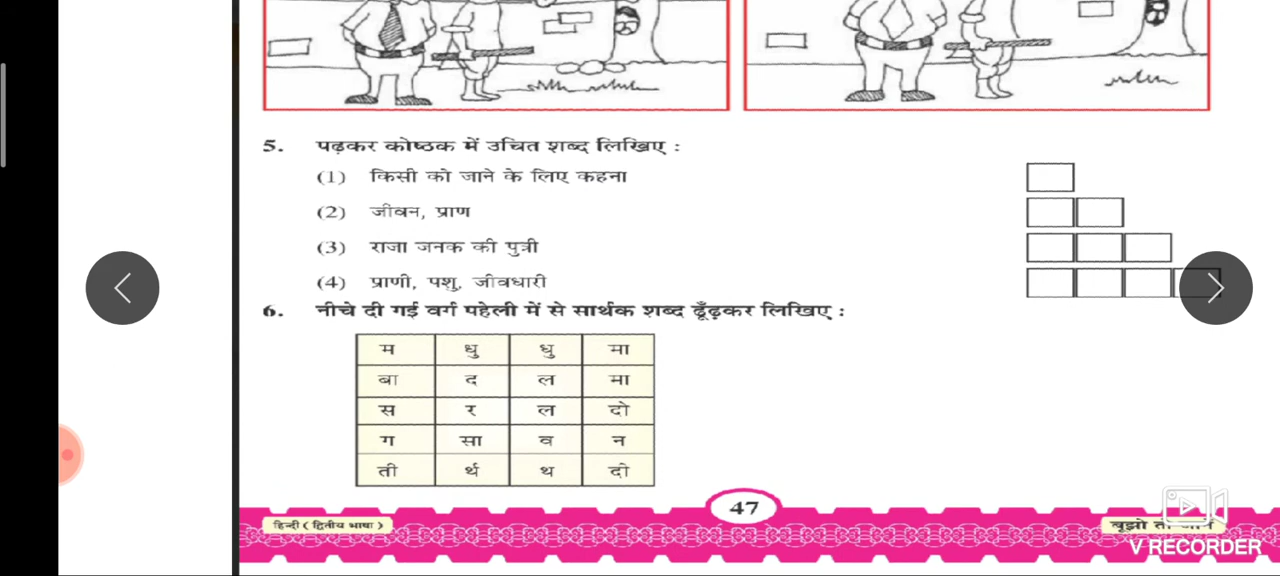 5. पढ़कर कोष्ठक में उचित शब्द लिखिए :
(1) किसी को जाने के लिए कहना
(2) जीवन, प्राण
(3) राजा जनक की पुत्री
(4) प्राणी, पशु, जीवधारी
6. नीचे दी गई वर्ग पहेली में से सार्थक शब्द ढूँढ़कर लिखिए :
म धु धु मा
बा द ल मा
स र ल दो
ग सा व न
ती र्थ थ दो
47
हिन्दी (द्वितीय भाषा)
बूझो तो
V RECORDER